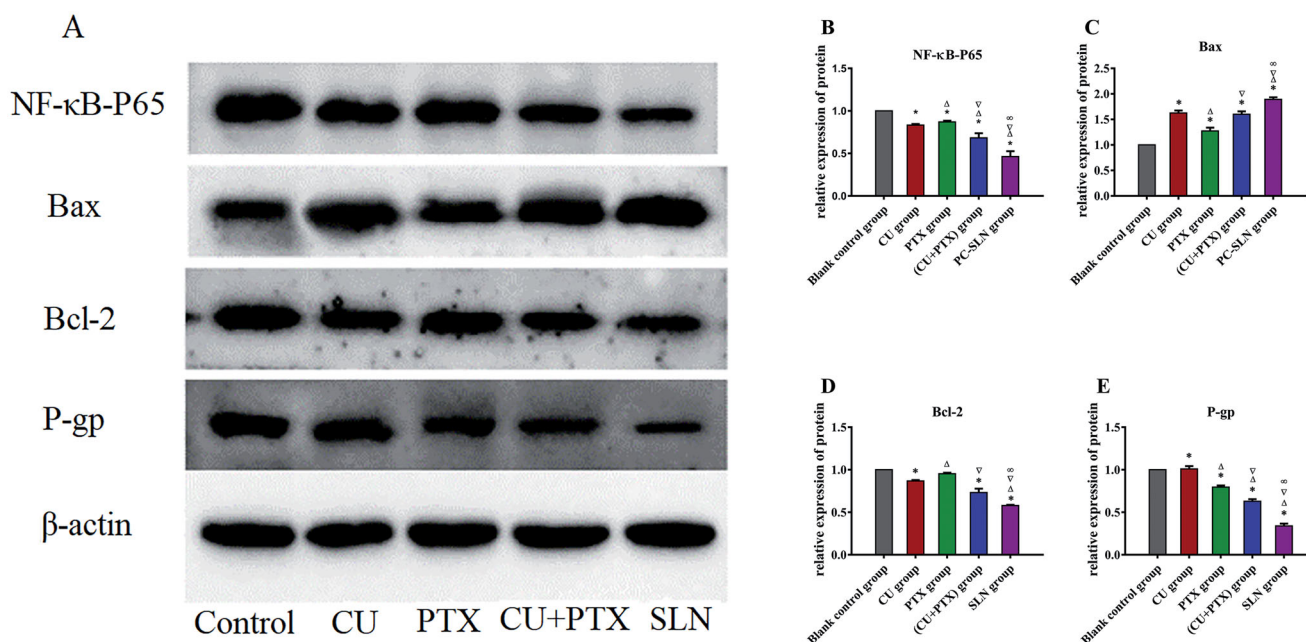 A
NF-κB-P65
Bax
Bcl-2
P-gp
β-actin
Control CU PTX CU+PTX SLN
B
NF-κB-P65
relative expression of protein
1.5
1.0
0.5
0.0
*
Δ
*
∇
Δ
*
∞
∇
Δ
*
Blank control group
CU group
PTX group
(CU+PTX) group
PC-SLN group
C
Bax
relative expression of protein
2.5
2.0
1.5
1.0
0.5
0.0
*
Δ
*
∇
*
∞
∇
Δ
*
Blank control group
CU group
PTX group
(CU+PTX) group
PC-SLN group
D
Bcl-2
relative expression of protein
1.5
1.0
0.5
0.0
*
Δ
∇
*
∞
∇
Δ
*
Blank control group
CU group
PTX group
(CU+PTX) group
SLN group
E
P-gp
relative expression of protein
1.5
1.0
0.5
0.0
*
Δ
*
∇
Δ
*
∞
∇
Δ
*
Blank control group
CU group
PTX group
(CU+PTX) group
SLN group